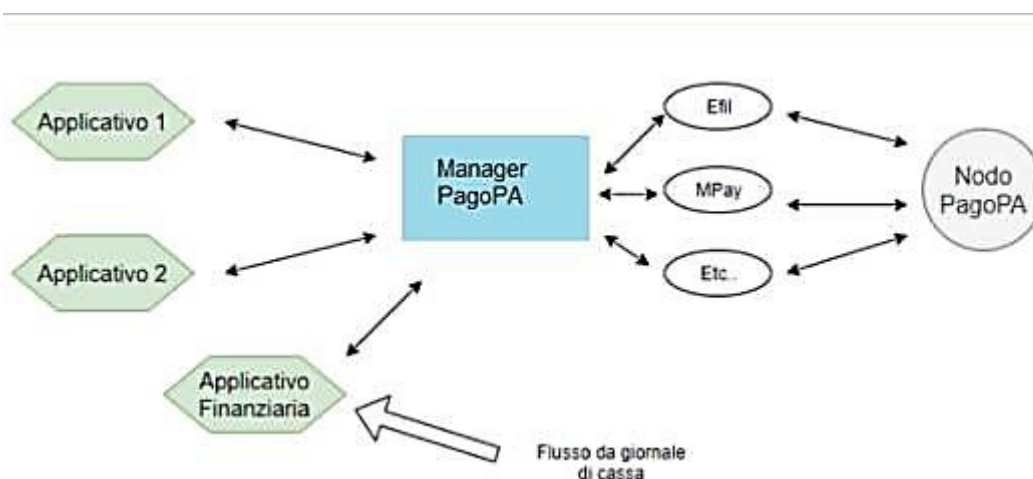 Applicativo 1
Applicativo 2
Applicativo
Finanziaria
Manager
PagoPA
Efil
MPay
Etc..
Nodo
PagoPA
Flusso da giornale
di cassa